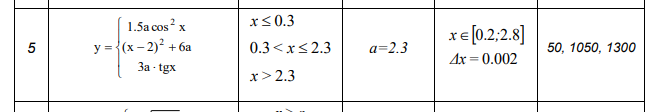 5
y = { 1.5a cos² x
(x – 2)² + 6a
3a · tgx
x ≤ 0.3
0.3 < x ≤ 2.3
x > 2.3
a=2.3
x ∈ [0.2;2.8]
Δx = 0.002
50, 1050, 1300